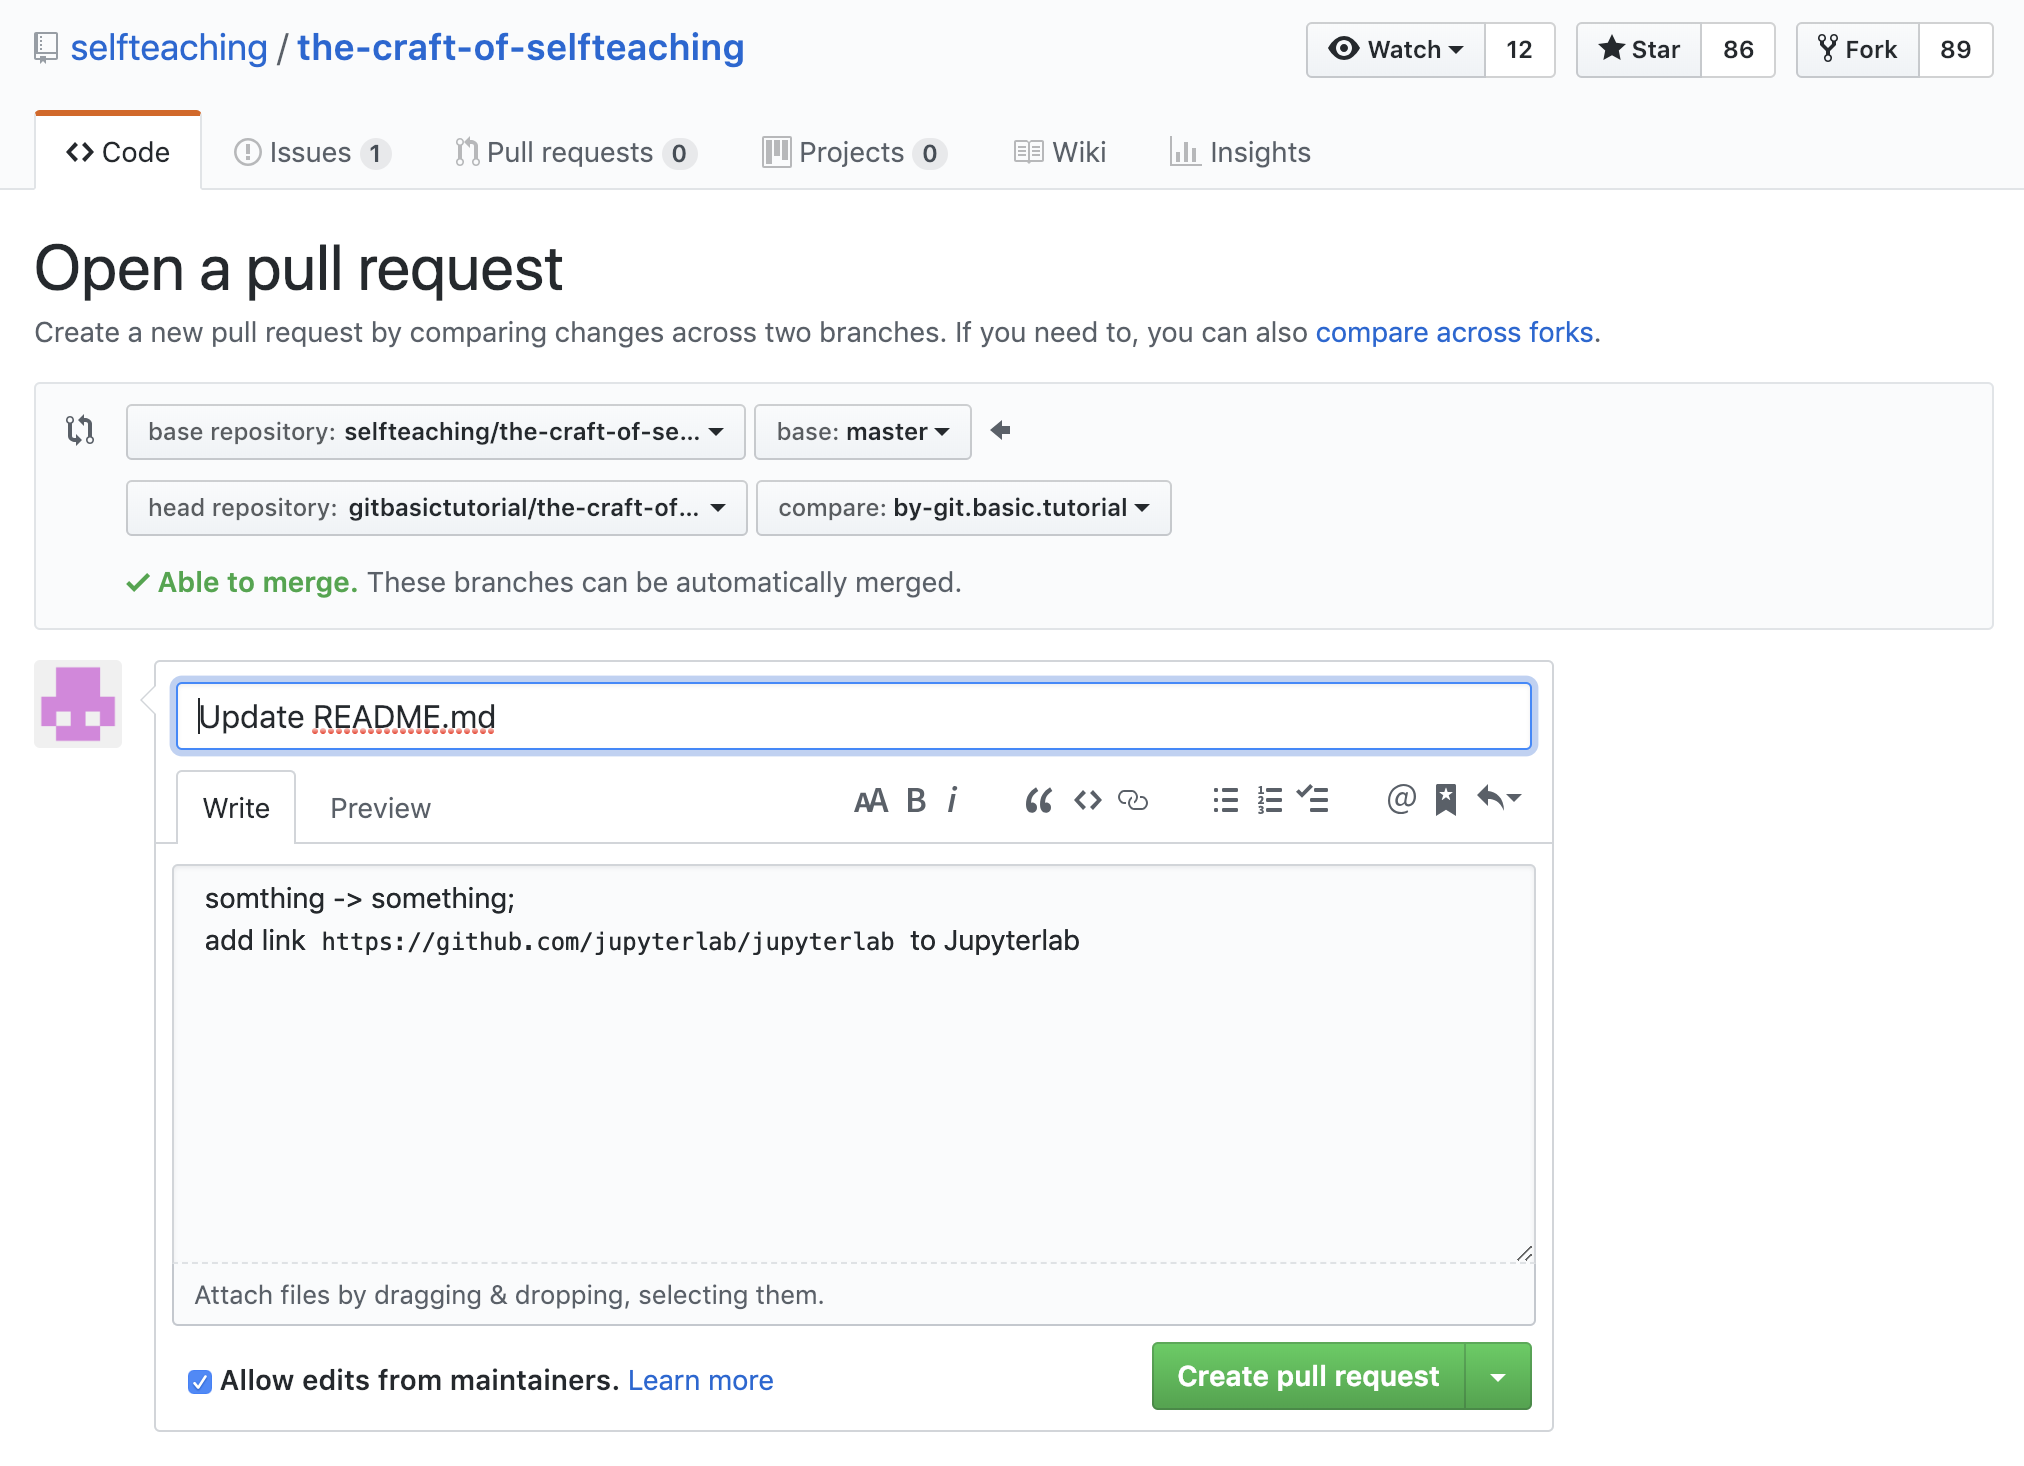 selfteaching / the-craft-of-selfteaching
Watch 12 Star 86 Fork 89
Code Issues 1 Pull requests 0 Projects 0 Wiki Insights
Open a pull request
Create a new pull request by comparing changes across two branches. If you need to, you can also compare across forks.
base repository: selfteaching/the-craft-of-se... base: master
head repository: gitbasictutorial/the-craft-of... compare: by-git.basic.tutorial
Able to merge. These branches can be automatically merged.
Update README.md
Write Preview AA B i
somthing -> something;
add link https://github.com/jupyterlab/jupyterlab to Jupyterlab
Attach files by dragging & dropping, selecting them.
Allow edits from maintainers. Learn more Create pull request